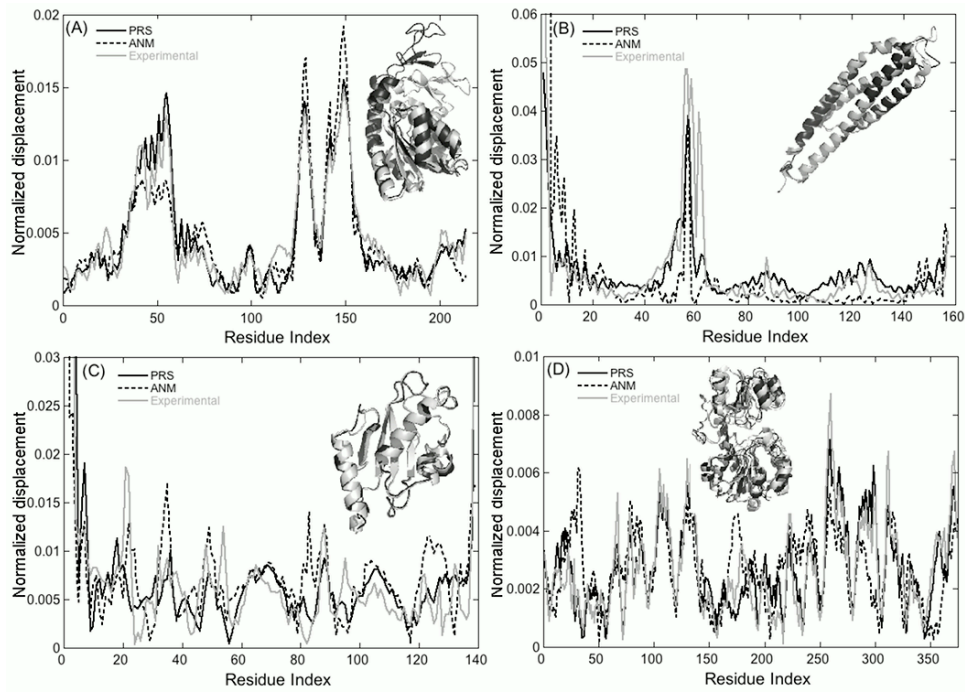 (A)
PRS
ANM
Experimental
Normalized displacement
0.02
0.015
0.01
0.005
0
0 50 100 150 200
Residue Index
(B)
PRS
ANM
Experimental
Normalized displacement
0.06
0.05
0.04
0.03
0.02
0.01
0
0 20 40 60 80 100 120 140 160
Residue Index
(C)
PRS
ANM
Experimental
Normalized displacement
0.03
0.025
0.02
0.015
0.01
0.005
0
0 20 40 60 80 100 120 140
Residue Index
(D)
PRS
ANM
Experimental
Normalized displacement
0.01
0.008
0.006
0.004
0.002
0
0 50 100 150 200 250 300 350
Residue Index